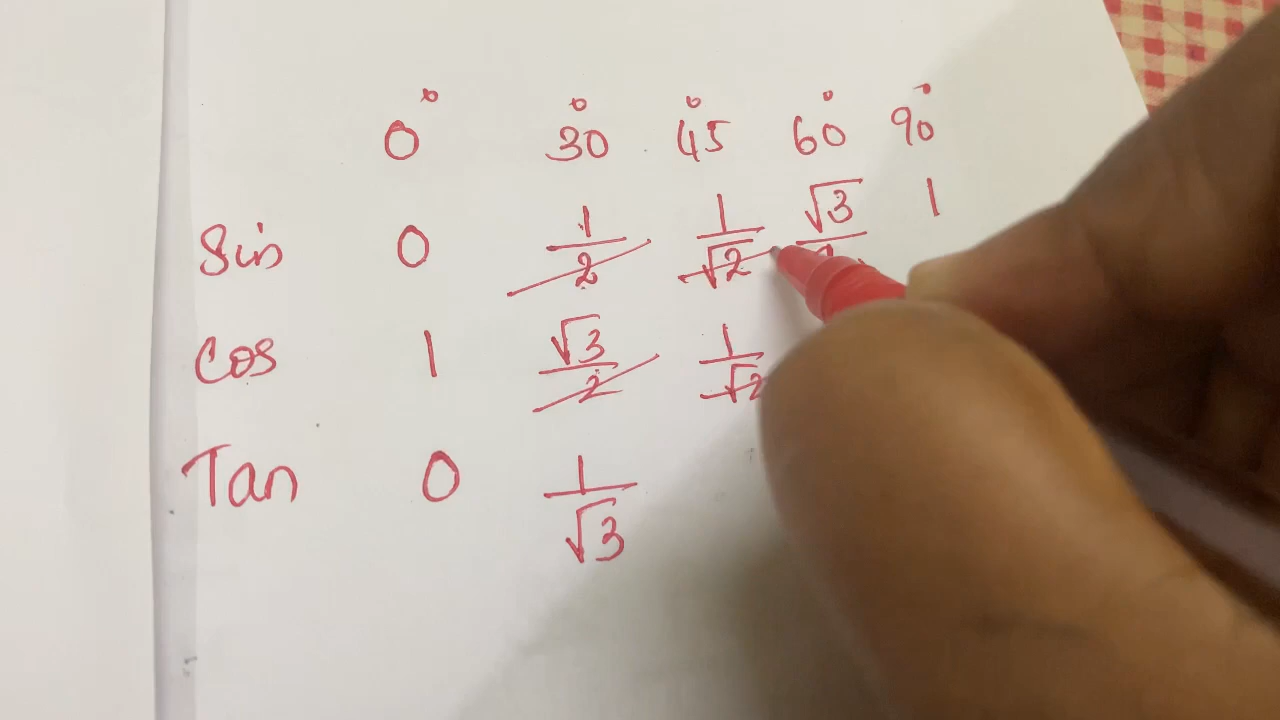 0° 30° 45° 60° 90°
Sin 0 1/2 1/√2 √3/ 1
Cos 1 √3/2 1/√2
Tan 0 1/√3